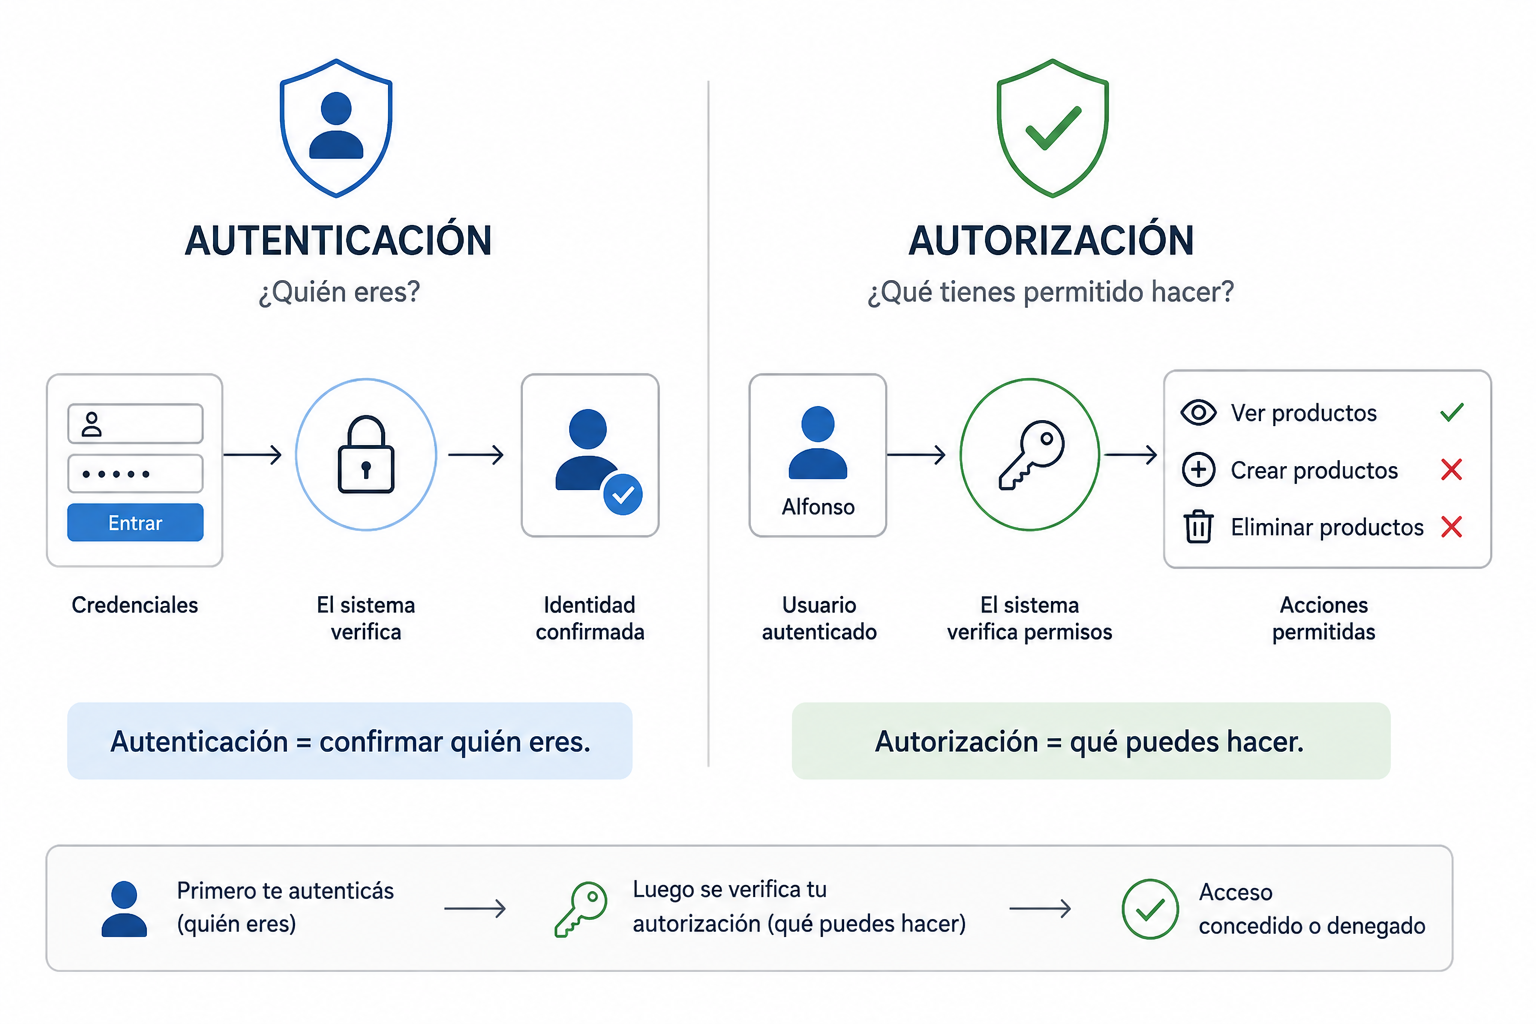 AUTENTICACIÓN
¿Quién eres?
Entrar
Credenciales
El sistema
verifica
Identidad
confirmada
Autenticación = confirmar quién eres.
AUTORIZACIÓN
¿Qué tienes permitido hacer?
Alfonso
Usuario
autenticado
El sistema
verifica permisos
Ver productos
Crear productos
Eliminar productos
Acciones
permitidas
Autorización = qué puedes hacer.
Primero te autenticás
(quién eres)
Luego se verifica tu
autorización (qué puedes hacer)
Acceso
concedido o denegado